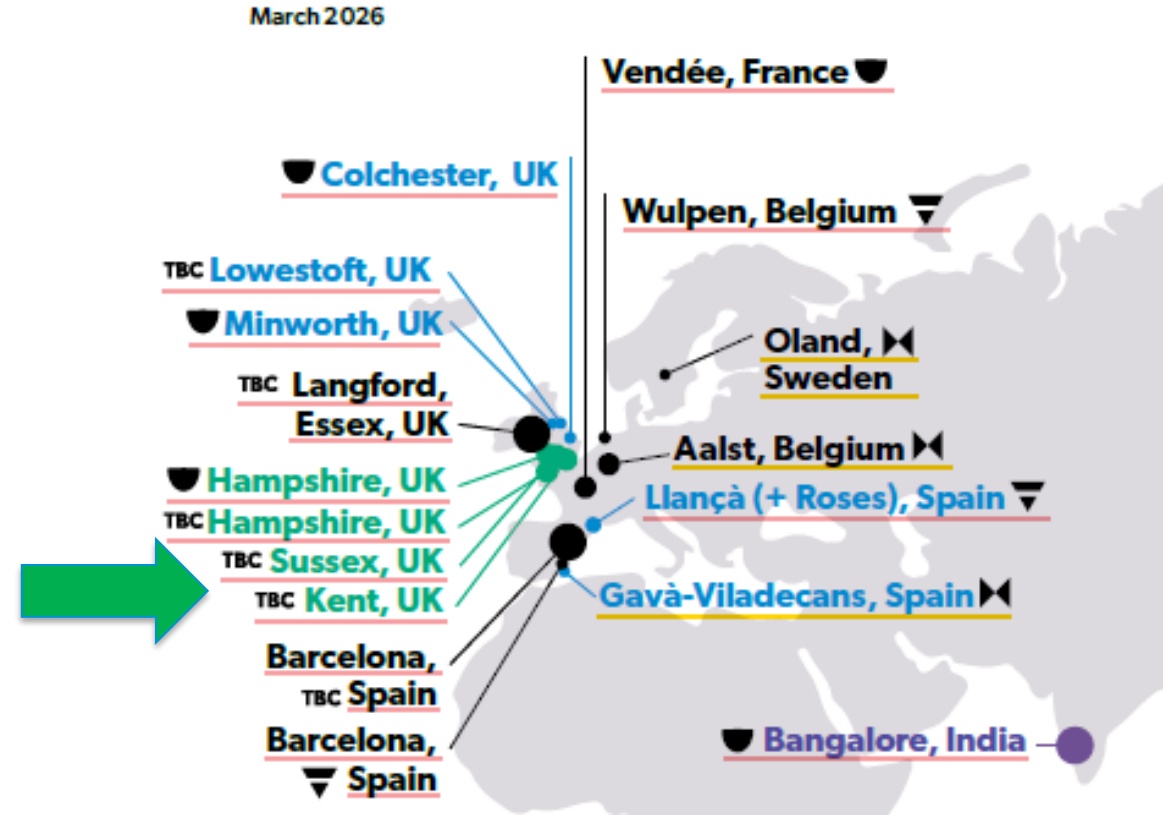 March 2026
Vendée, France
Colchester, UK
Wulpen, Belgium
TBC Lowestoft, UK
Minworth, UK
Oland,
Sweden
TBC Langford,
Essex, UK
Aalst, Belgium
Hampshire, UK
Llançà (+ Roses), Spain
TBC Hampshire, UK
TBC Sussex, UK
TBC Kent, UK
Gavà-Viladecans, Spain
Barcelona,
TBC Spain
Barcelona,
Spain
Bangalore, India